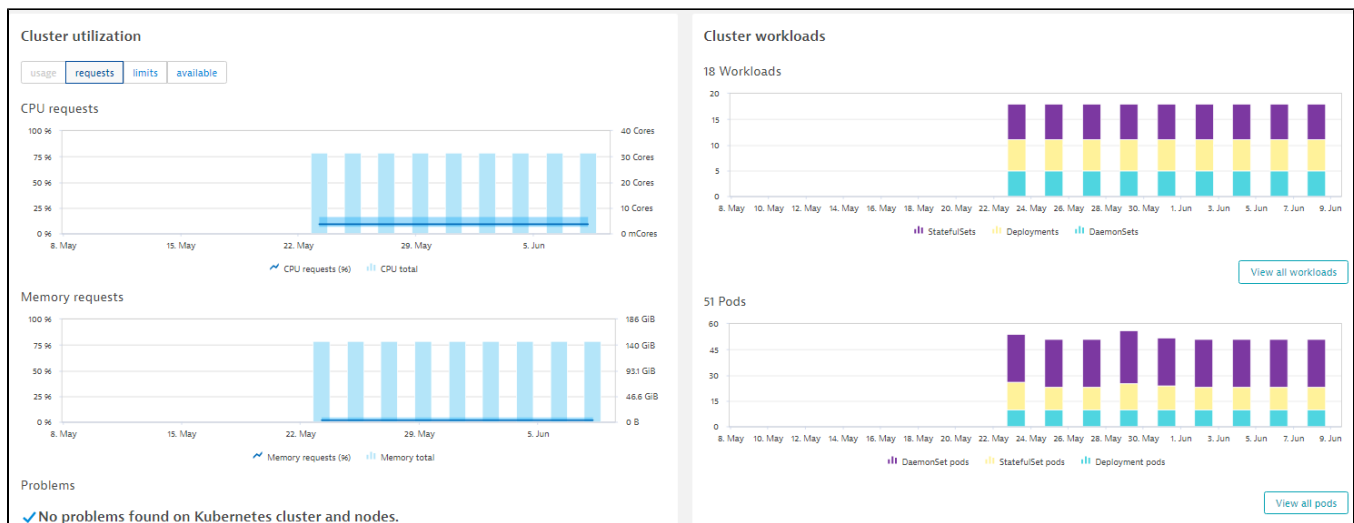 Cluster utilization
usage requests limits available
CPU requests
100 %
75 %
50 %
25 %
0 %
40 Cores
30 Cores
20 Cores
10 Cores
0 mCores
8. May 15. May 22. May 29. May 5. Jun
CPU requests (%) CPU total
Memory requests
100 %
75 %
50 %
25 %
0 %
186 GiB
140 GiB
93.1 GiB
46.6 GiB
0 B
8. May 15. May 22. May 29. May 5. Jun
Memory requests (%) Memory total
Problems
No problems found on Kubernetes cluster and nodes.
Cluster workloads
18 Workloads
20
15
10
5
0
8. May 10. May 12. May 14. May 16. May 18. May 20. May 22. May 24. May 26. May 28. May 30. May 1. Jun 3. Jun 5. Jun 7. Jun 9. Jun
StatefulSets Deployments DaemonSets
View all workloads
51 Pods
60
45
30
15
0
8. May 10. May 12. May 14. May 16. May 18. May 20. May 22. May 24. May 26. May 28. May 30. May 1. Jun 3. Jun 5. Jun 7. Jun 9. Jun
DaemonSet pods StatefulSet pods Deployment pods
View all pods